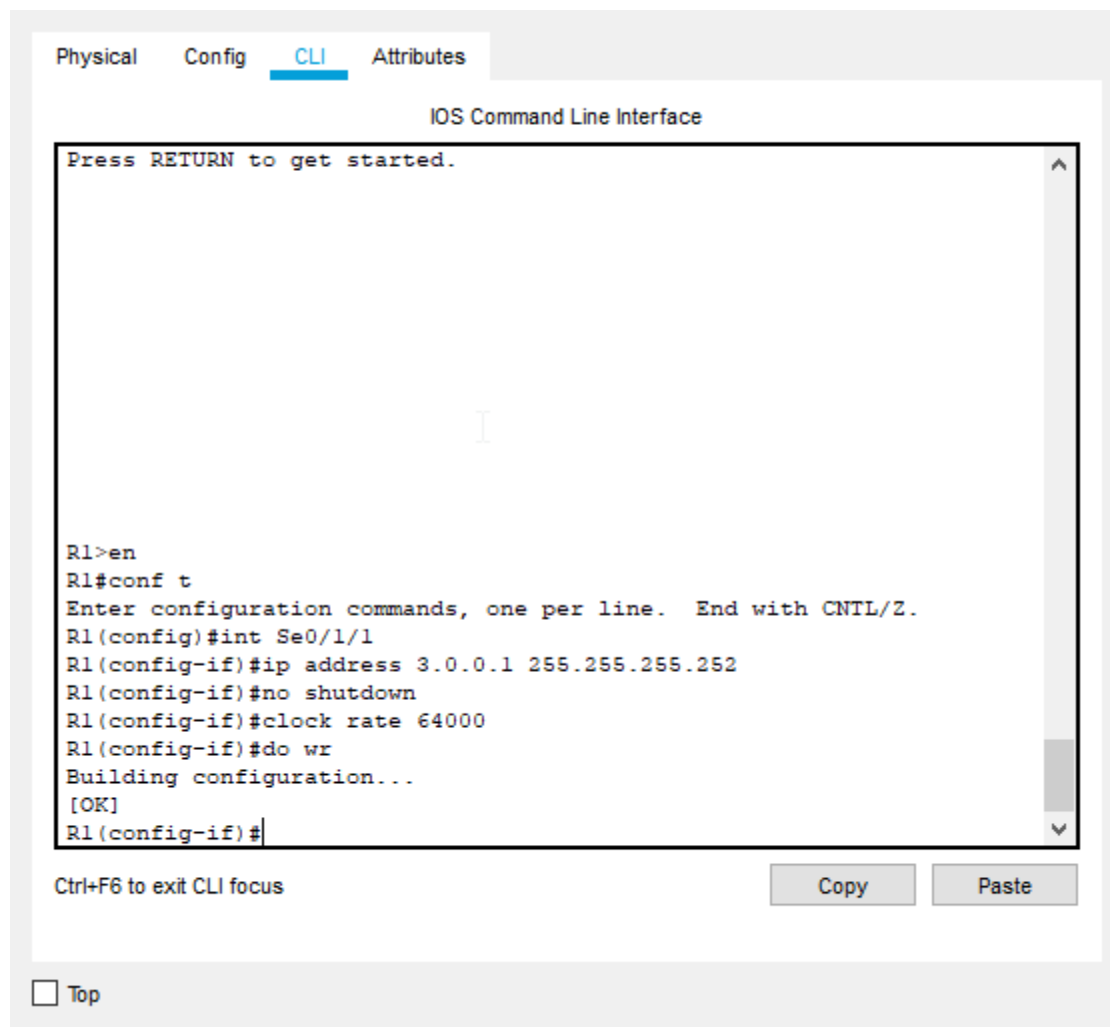 Physical Config CLI Attributes
IOS Command Line Interface
Press RETURN to get started.
R1>en
R1#conf t
Enter configuration commands, one per line.  End with CNTL/Z.
R1(config)#int Se0/1/1
R1(config-if)#ip address 3.0.0.1 255.255.255.252
R1(config-if)#no shutdown
R1(config-if)#clock rate 64000
R1(config-if)#do wr
Building configuration...
[OK]
R1(config-if)#
Ctrl+F6 to exit CLI focus Copy Paste
Top